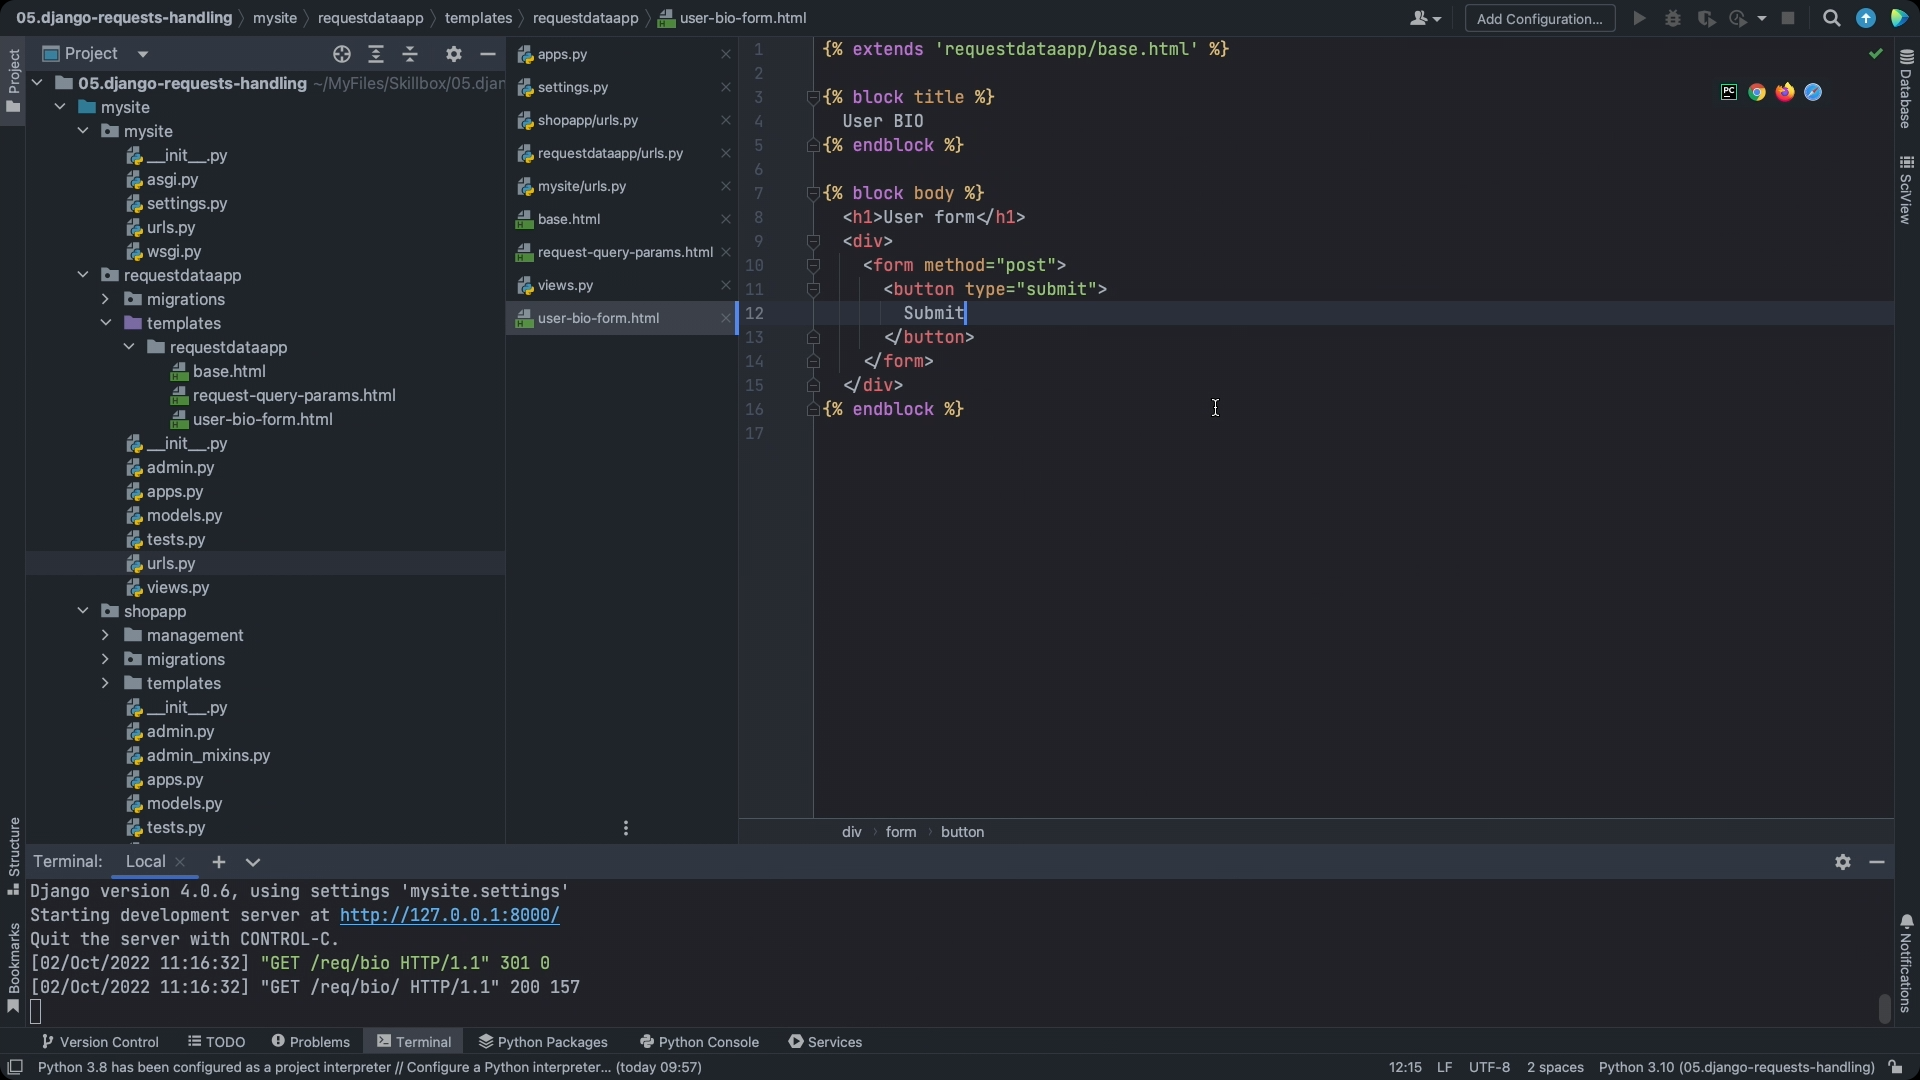 05.django-requests-handling mysite requestdataapp templates requestdataapp user-bio-form.html
Add Configuration...
Project
Project
05.django-requests-handling ~/MyFiles/Skillbox/05.djan
mysite
mysite
__init__.py
asgi.py
settings.py
urls.py
wsgi.py
requestdataapp
migrations
templates
requestdataapp
base.html
request-query-params.html
user-bio-form.html
__init__.py
admin.py
apps.py
models.py
tests.py
urls.py
views.py
shopapp
management
migrations
templates
__init__.py
admin.py
admin_mixins.py
apps.py
models.py
tests.py
apps.py
settings.py
shopapp/urls.py
requestdataapp/urls.py
mysite/urls.py
base.html
request-query-params.html
views.py
user-bio-form.html
1 {% extends 'requestdataapp/base.html' %}
2
3 {% block title %}
4 User BIO
5 {% endblock %}
6
7 {% block body %}
8 <h1>User form</h1>
9 <div>
10 <form method="post">
11 <button type="submit">
12 Submit
13 </button>
14 </form>
15 </div>
16 {% endblock %}
17
div form button
PC
Database
SciView
Notifications
Structure
Bookmarks
Terminal: Local
Django version 4.0.6, using settings 'mysite.settings'
Starting development server at http://127.0.0.1:8000/
Quit the server with CONTROL-C.
[02/Oct/2022 11:16:32] "GET /req/bio HTTP/1.1" 301 0
[02/Oct/2022 11:16:32] "GET /req/bio/ HTTP/1.1" 200 157
Version Control TODO Problems Terminal Python Packages Python Console Services
Python 3.8 has been configured as a project interpreter // Configure a Python interpreter... (today 09:57)
12:15 LF UTF-8 2 spaces Python 3.10 (05.django-requests-handling)